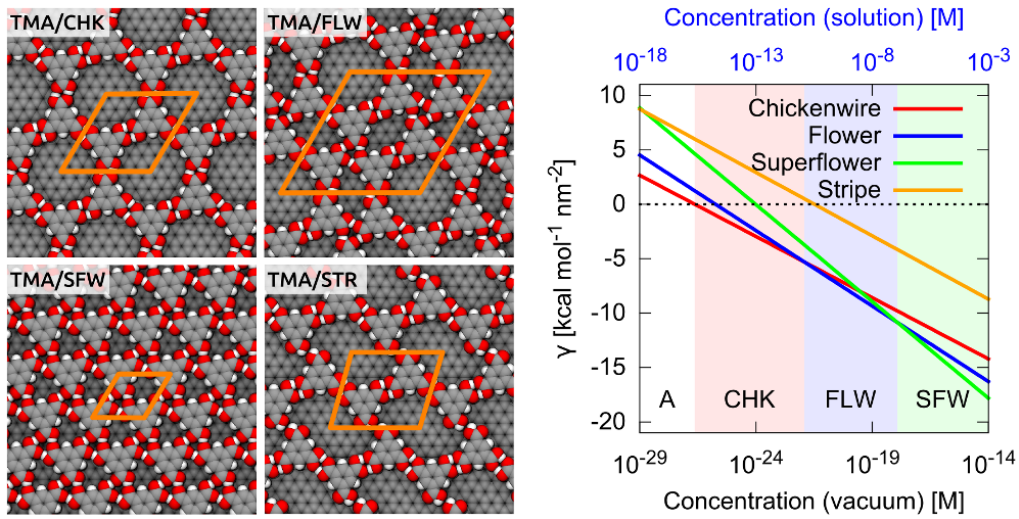 TMA/CHK
TMA/FLW
TMA/SFW
TMA/STR
Concentration (solution) [M]
10⁻¹⁸ 10⁻¹³ 10⁻⁸ 10⁻³
γ [kcal mol⁻¹ nm⁻²]
10
5
0
-5
-10
-15
-20
Chickenwire
Flower
Superflower
Stripe
A CHK FLW SFW
10⁻²⁹ 10⁻²⁴ 10⁻¹⁹ 10⁻¹⁴
Concentration (vacuum) [M]